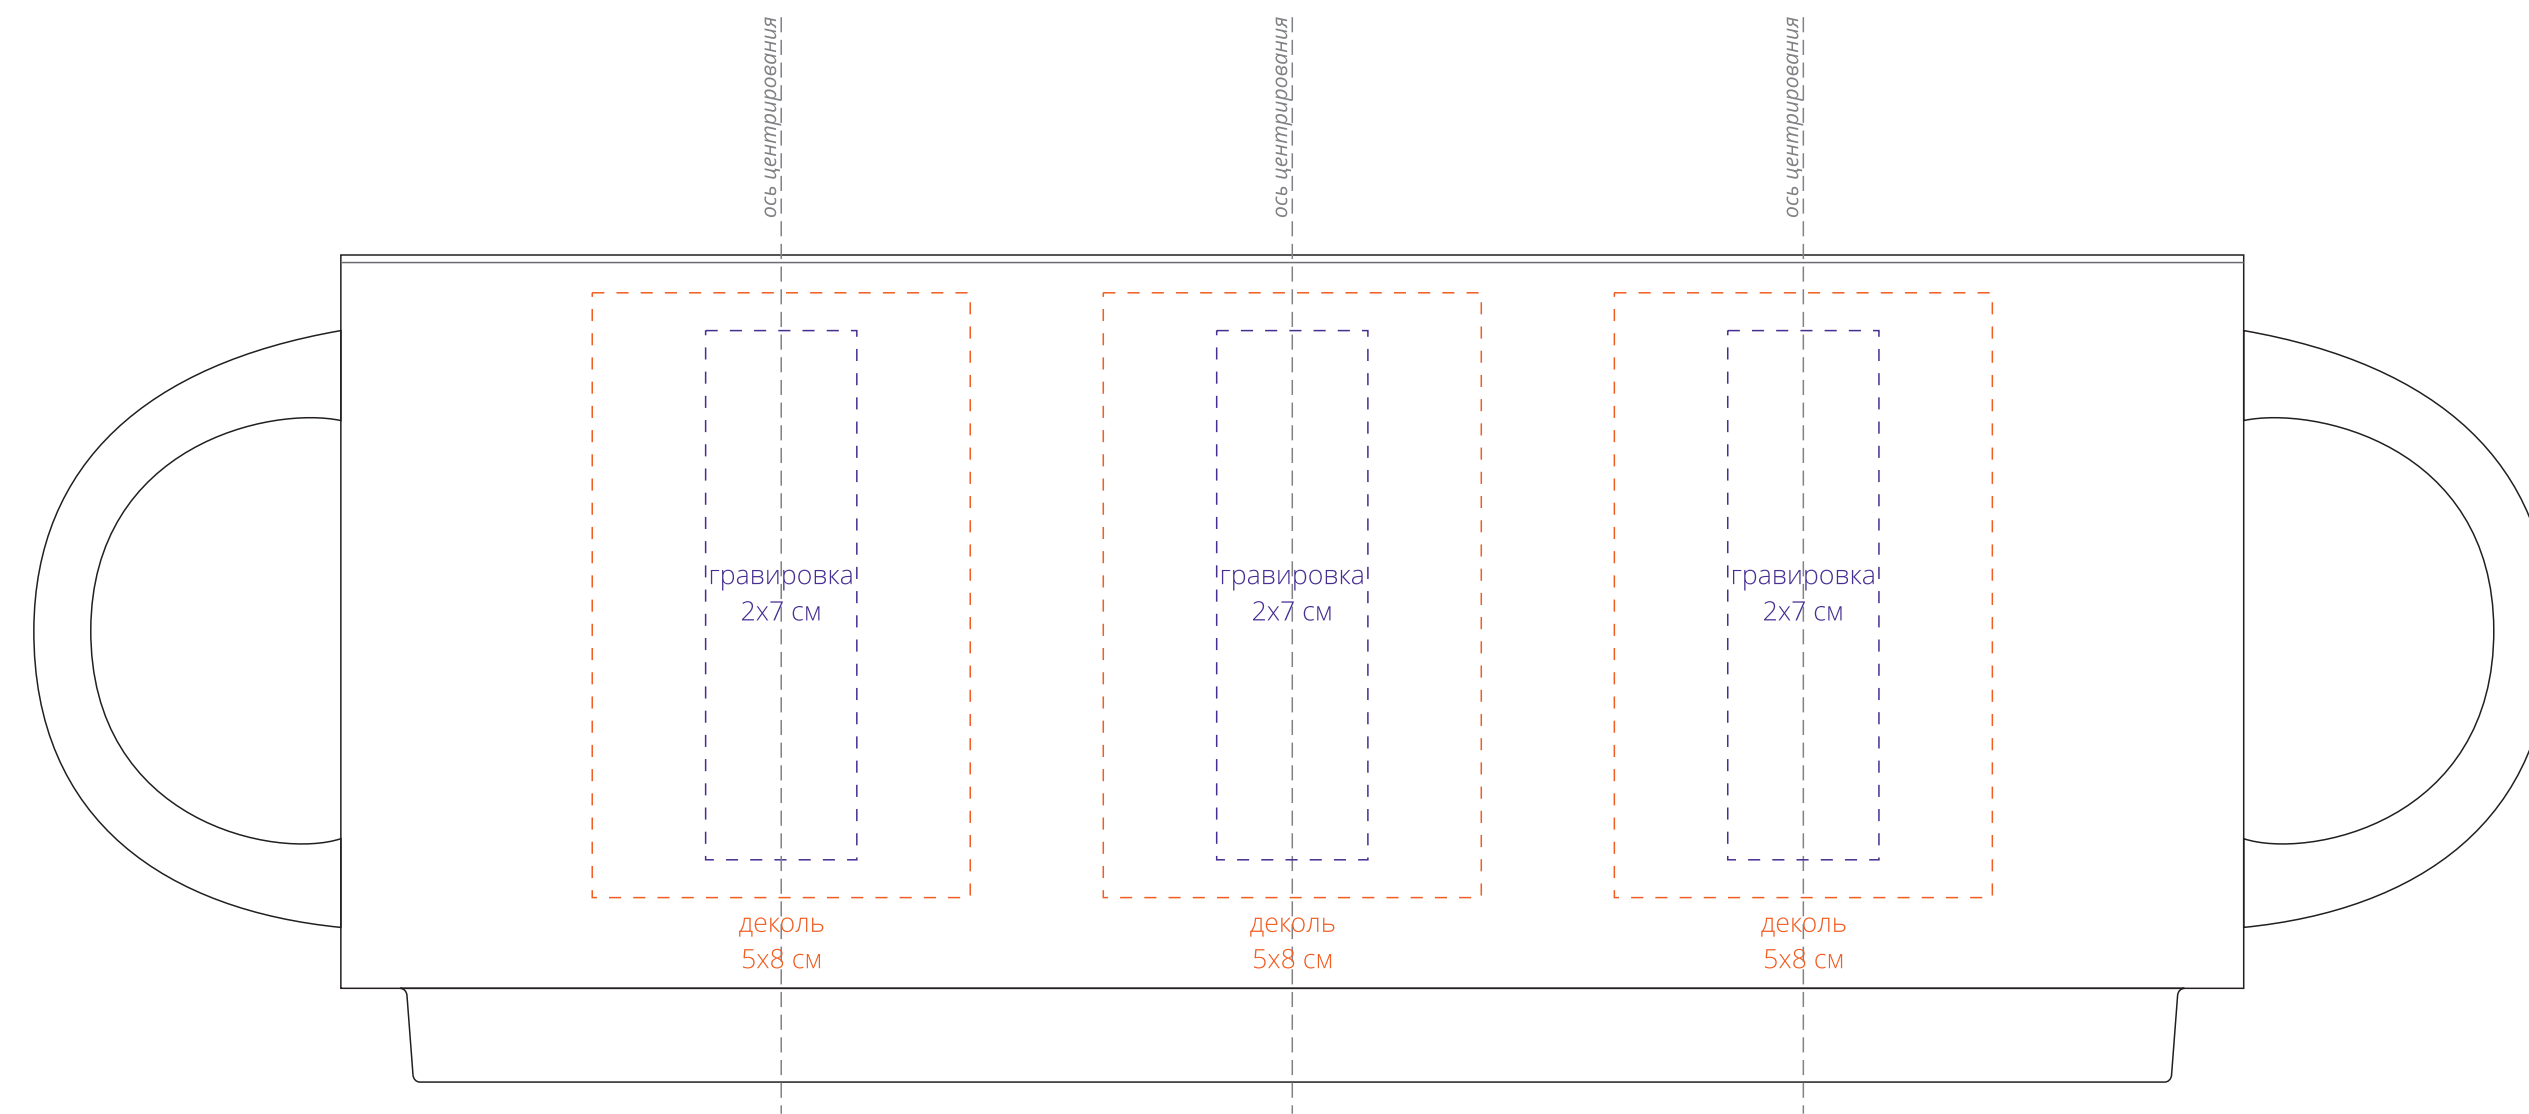 ось центрирования
ось центрирования
ось центрирования
гравировка
2х7 см
гравировка
2х7 см
гравировка
2х7 см
деколь
5х8 см
деколь
5х8 см
деколь
5х8 см